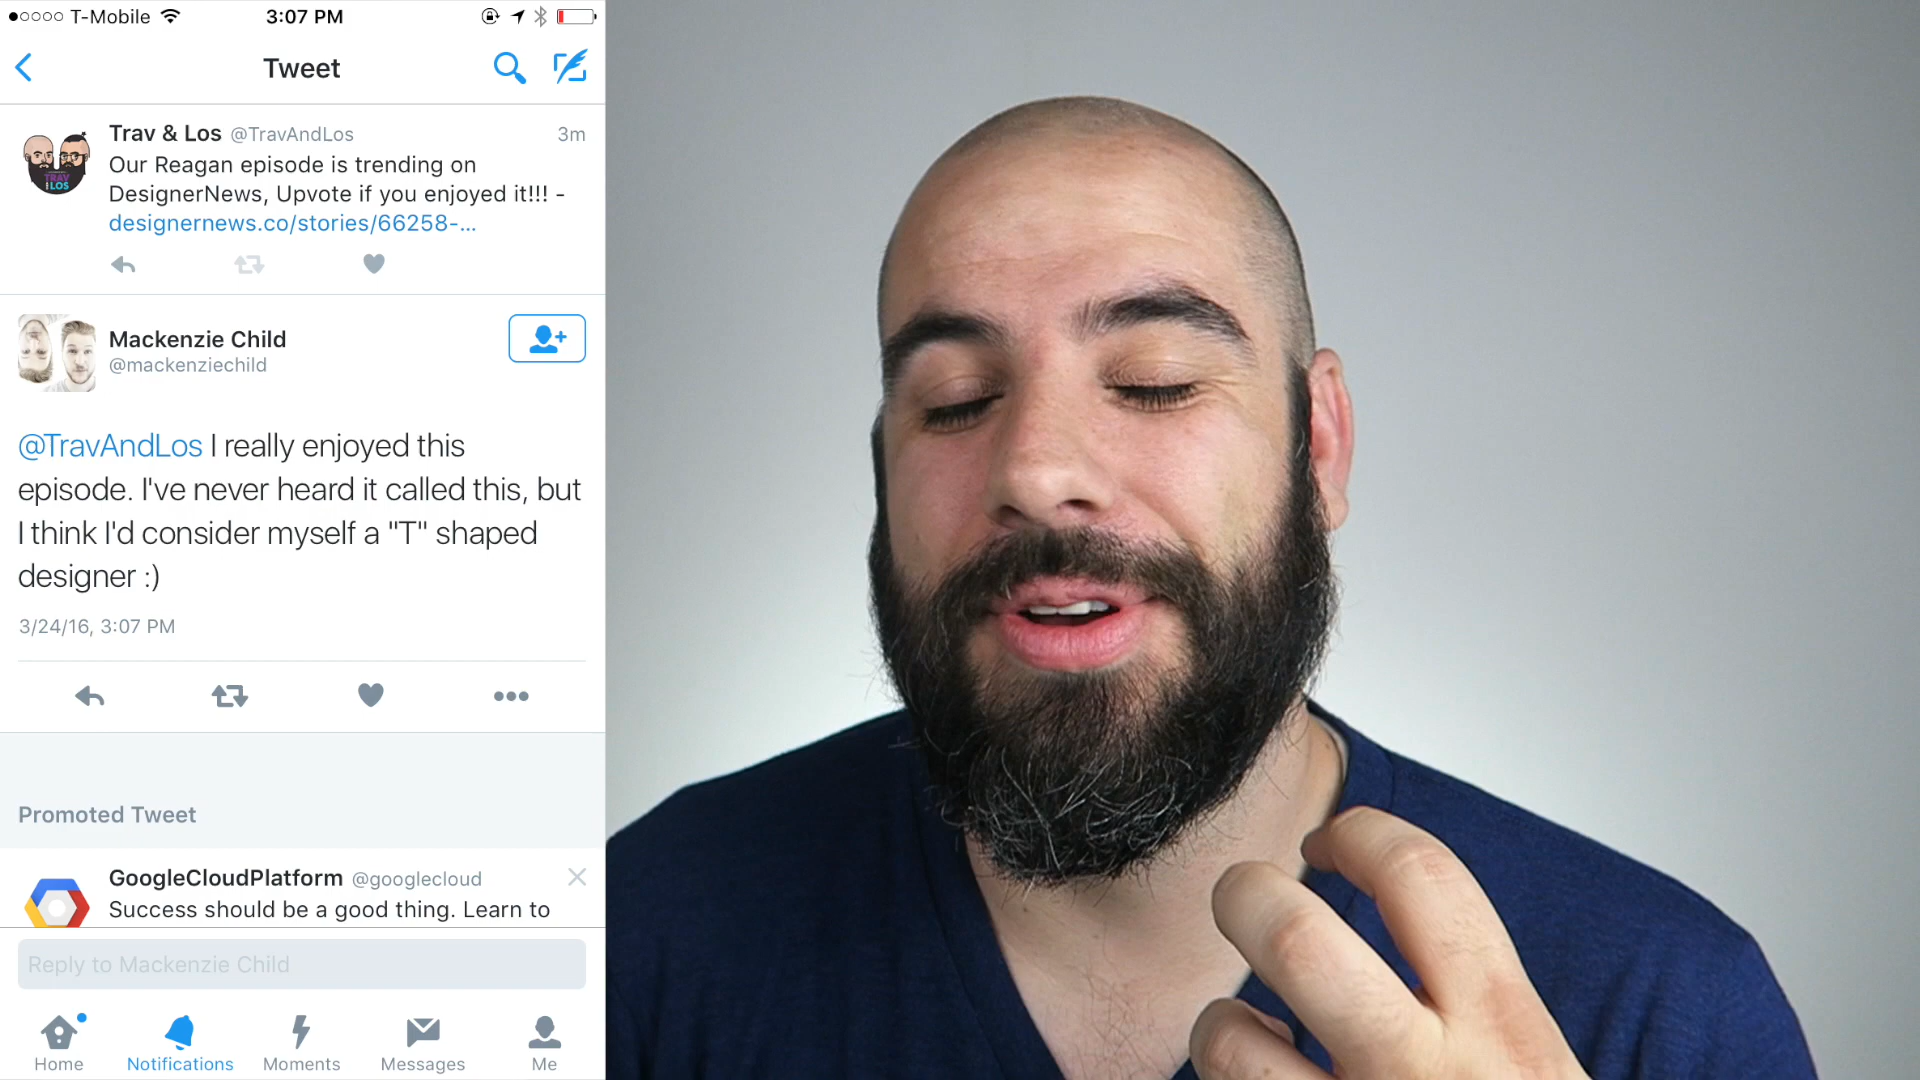 T-Mobile 3:07 PM
Tweet
Trav & Los @TravAndLos 3m
Our Reagan episode is trending on
DesignerNews, Upvote if you enjoyed it!!! -
designernews.co/stories/66258-...
TRAV
LOS
Mackenzie Child
@mackenziechild
@TravAndLos I really enjoyed this
episode. I've never heard it called this, but
I think I'd consider myself a "T" shaped
designer :)
3/24/16, 3:07 PM
Promoted Tweet
GoogleCloudPlatform @googlecloud
Success should be a good thing. Learn to
Reply to Mackenzie Child
Home Notifications Moments Messages Me